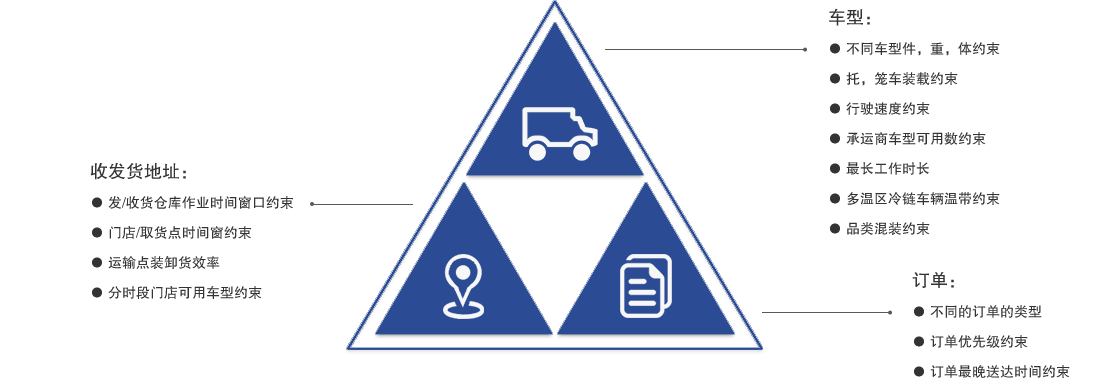 车型：
不同车型件，重，体约束
托，笼车装载约束
行驶速度约束
承运商车型可用数约束
最长工作时长
多温区冷链车辆温带约束
品类混装约束
收发货地址：
发/收货仓库作业时间窗口约束
门店/取货点时间窗约束
运输点装卸货效率
分时段门店可用车型约束
订单：
不同的订单的类型
订单优先级约束
订单最晚送达时间约束